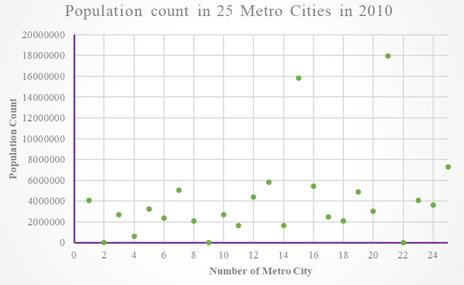 Population count in 25 Metro Cities in 2010
20000000
18000000
16000000
14000000
12000000
10000000
8000000
6000000
4000000
2000000
0
Population Count
0 2 4 6 8 10 12 14 16 18 20 22 24
Number of Metro City